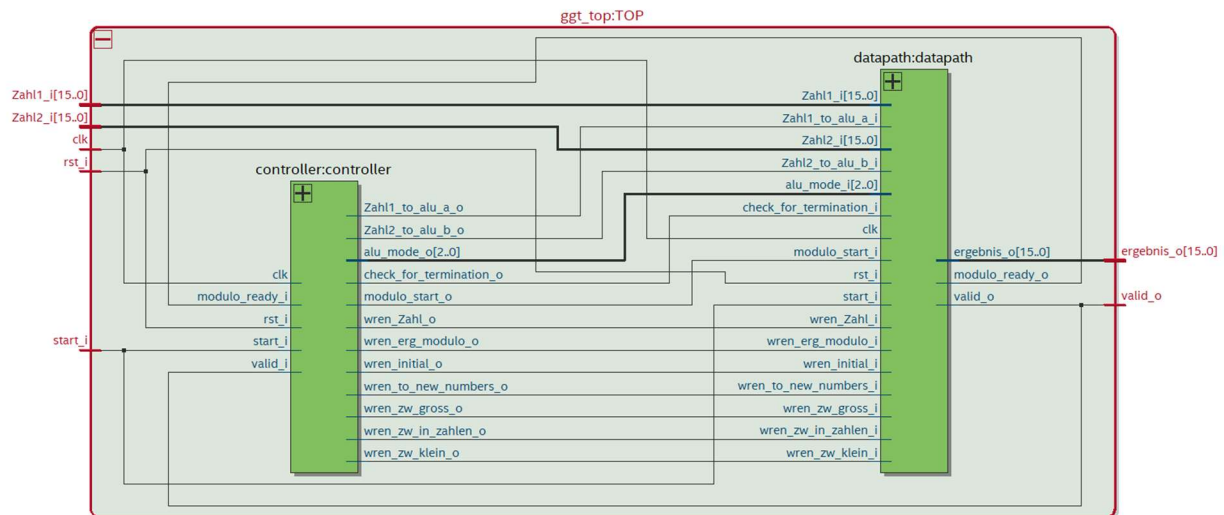 ggt_top:TOP
datapath:datapath
Zahl1_i[15..0]
Zahl2_i[15..0]
clk
rst_i
start_i
controller:controller
clk
modulo_ready_i
rst_i
start_i
valid_i
Zahl1_to_alu_a_o
Zahl2_to_alu_b_o
alu_mode_o[2..0]
check_for_termination_o
modulo_start_o
wren_Zahl_o
wren_erg_modulo_o
wren_initial_o
wren_to_new_numbers_o
wren_zw_gross_o
wren_zw_in_zahlen_o
wren_zw_klein_o
Zahl1_i[15..0]
Zahl1_to_alu_a_i
Zahl2_i[15..0]
Zahl2_to_alu_b_i
alu_mode_i[2..0]
check_for_termination_i
clk
modulo_start_i
rst_i
start_i
wren_Zahl_i
wren_erg_modulo_i
wren_initial_i
wren_to_new_numbers_i
wren_zw_gross_i
wren_zw_in_zahlen_i
wren_zw_klein_i
ergebnis_o[15..0]
modulo_ready_o
valid_o
ergebnis_o[15..0]
valid_o